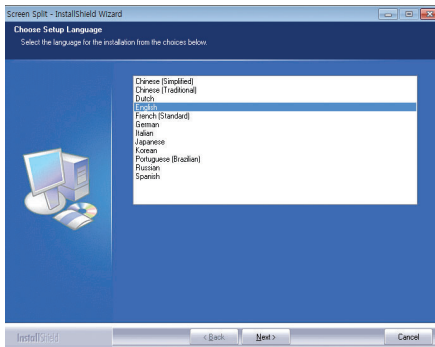 Screen Split - InstallShield Wizard
Choose Setup Language
Select the language for the installation from the choices below.
Chinese (Simplified)
Chinese (Traditional)
Dutch
English
French (Standard)
German
Italian
Japanese
Korean
Portuguese (Brazilian)
Russian
Spanish
InstallShield
< Back
Next >
Cancel